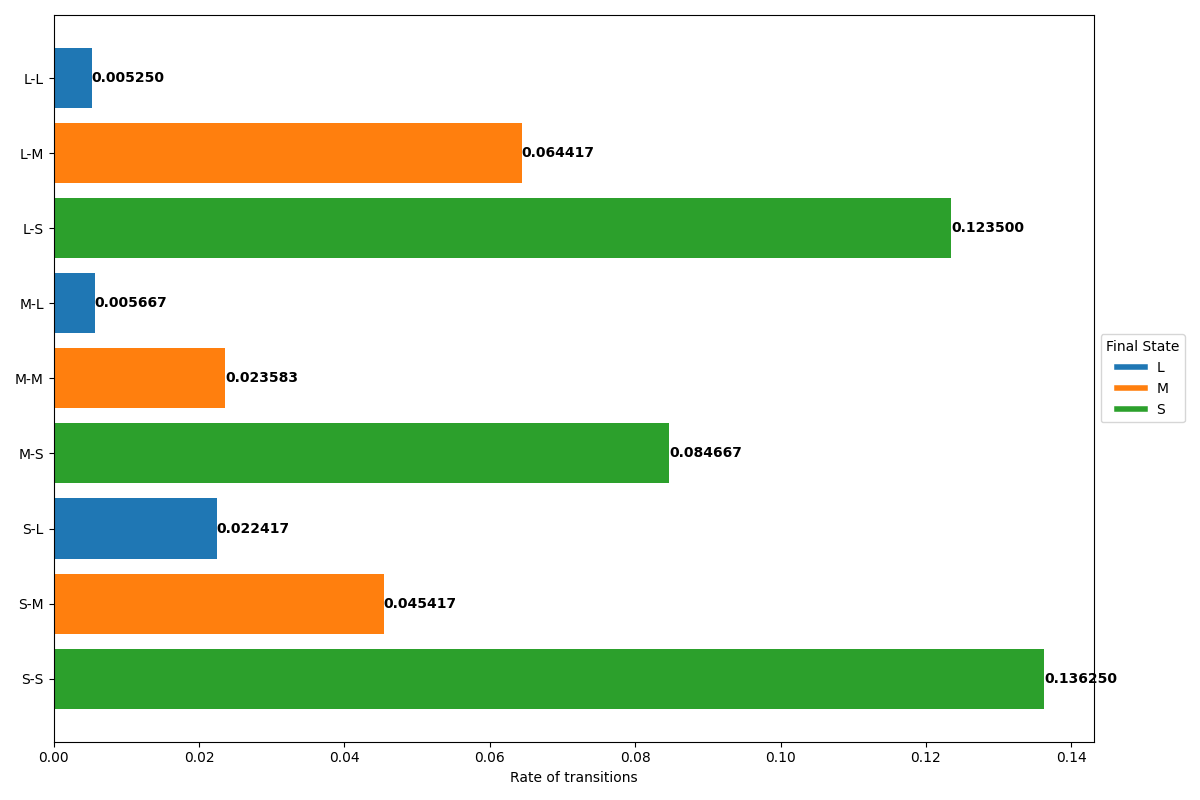 L-L
0.005250
L-M
0.064417
L-S
0.123500
M-L
0.005667
M-M
0.023583
M-S
0.084667
S-L
0.022417
S-M
0.045417
S-S
0.136250
0.00 0.02 0.04 0.06 0.08 0.10 0.12 0.14
Rate of transitions
Final State
L
M
S